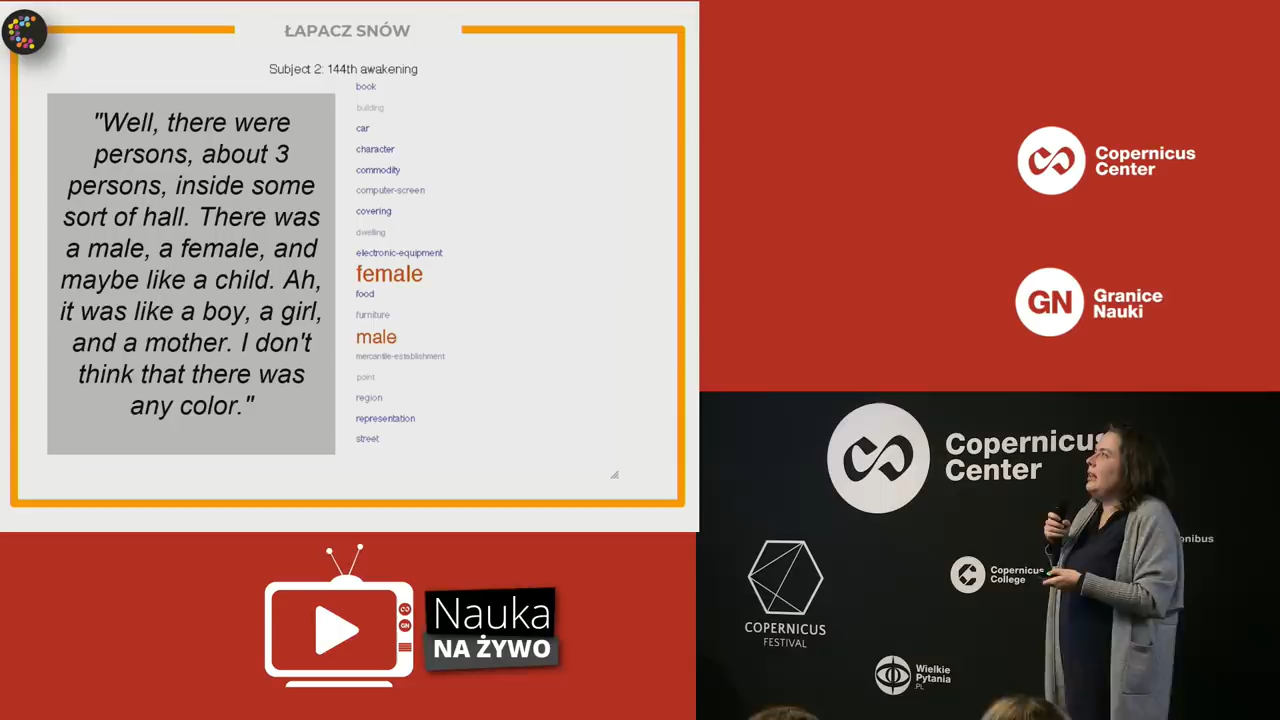 ŁAPACZ SNÓW
Subject 2: 144th awakening
"Well, there were
persons, about 3
persons, inside some
sort of hall. There was
a male, a female, and
maybe like a child. Ah,
it was like a boy, a girl,
and a mother. I don't
think that there was
any color."
book
building
car
character
commodity
computer-screen
covering
dwelling
electronic-equipment
female
food
furniture
male
mercantile-establishment
point
region
representation
street
Copernicus
Center
GN
Granice
Nauki
Nauka
NA ŻYWO
Copernicus
Center
COPERNICUS
FESTIVAL
Copernicus
College
onibus
Wielkie
Pytania
.PL